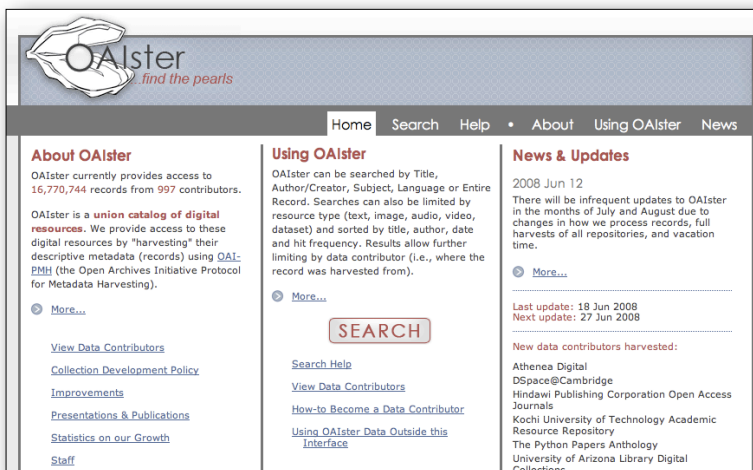 OAIster
...find the pearls
Home Search Help • About Using OAIster News
About OAIster
OAIster currently provides access to
16,770,744 records from 997 contributors.
OAIster is a union catalog of digital
resources. We provide access to these
digital resources by "harvesting" their
descriptive metadata (records) using OAI-
PMH (the Open Archives Initiative Protocol
for Metadata Harvesting).
More...
View Data Contributors
Collection Development Policy
Improvements
Presentations & Publications
Statistics on our Growth
Staff
Using OAIster
OAIster can be searched by Title,
Author/Creator, Subject, Language or Entire
Record. Searches can also be limited by
resource type (text, image, audio, video,
dataset) and sorted by title, author, date
and hit frequency. Results allow further
limiting by data contributor (i.e., where the
record was harvested from).
More...
SEARCH
Search Help
View Data Contributors
How-to Become a Data Contributor
Using OAIster Data Outside this
Interface
News & Updates
2008 Jun 12
There will be infrequent updates to OAIster
in the months of July and August due to
changes in how we process records, full
harvests of all repositories, and vacation
time.
More...
Last update: 18 Jun 2008
Next update: 27 Jun 2008
New data contributors harvested:
Athenea Digital
DSpace@Cambridge
Hindawi Publishing Corporation Open Access
Journals
Kochi University of Technology Academic
Resource Repository
The Python Papers Anthology
University of Arizona Library Digital
Collections